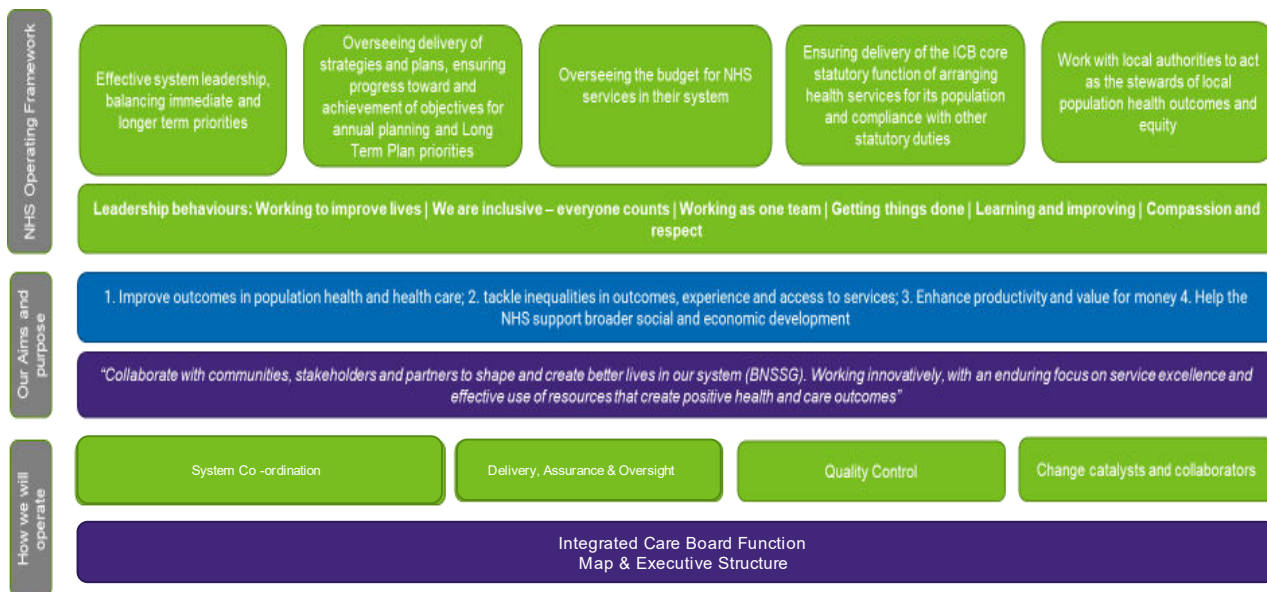 NHS Operating Framework
Effective system leadership,
balancing immediate and
longer term priorities
Overseeing delivery of
strategies and plans, ensuring
progress toward and
achievement of objectives for
annual planning and Long
Term Plan priorities
Overseeing the budget for NHS
services in their system
Ensuring delivery of the ICB core
statutory function of arranging
health services for its population
and compliance with other
statutory duties
Work with local authorities to act
as the stewards of local
population health outcomes and
equity
Leadership behaviours: Working to improve lives | We are inclusive – everyone counts | Working as one team | Getting things done | Learning and improving | Compassion and
respect
Our Aims and
purpose
1. Improve outcomes in population health and health care; 2. tackle inequalities in outcomes, experience and access to services; 3. Enhance productivity and value for money 4. Help the
NHS support broader social and economic development
“Collaborate with communities, stakeholders and partners to shape and create better lives in our system (BNSSG). Working innovatively, with an enduring focus on service excellence and
effective use of resources that create positive health and care outcomes”
How we will
operate
System Co -ordination
Delivery, Assurance & Oversight
Quality Control
Change catalysts and collaborators
Integrated Care Board Function
Map & Executive Structure